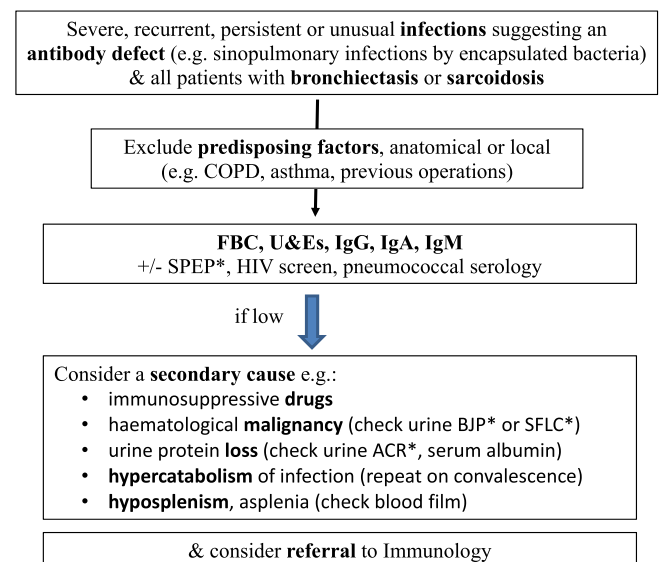 Severe, recurrent, persistent or unusual infections suggesting an
antibody defect (e.g. sinopulmonary infections by encapsulated bacteria)
& all patients with bronchiectasis or sarcoidosis
Exclude predisposing factors, anatomical or local
(e.g. COPD, asthma, previous operations)
FBC, U&Es, IgG, IgA, IgM
+/- SPEP*, HIV screen, pneumococcal serology
if low
Consider a secondary cause e.g.:
• immunosuppressive drugs
• haematological malignancy (check urine BJP* or SFLC*)
• urine protein loss (check urine ACR*, serum albumin)
• hypercatabolism of infection (repeat on convalescence)
• hyposplenism, asplenia (check blood film)
& consider referral to Immunology